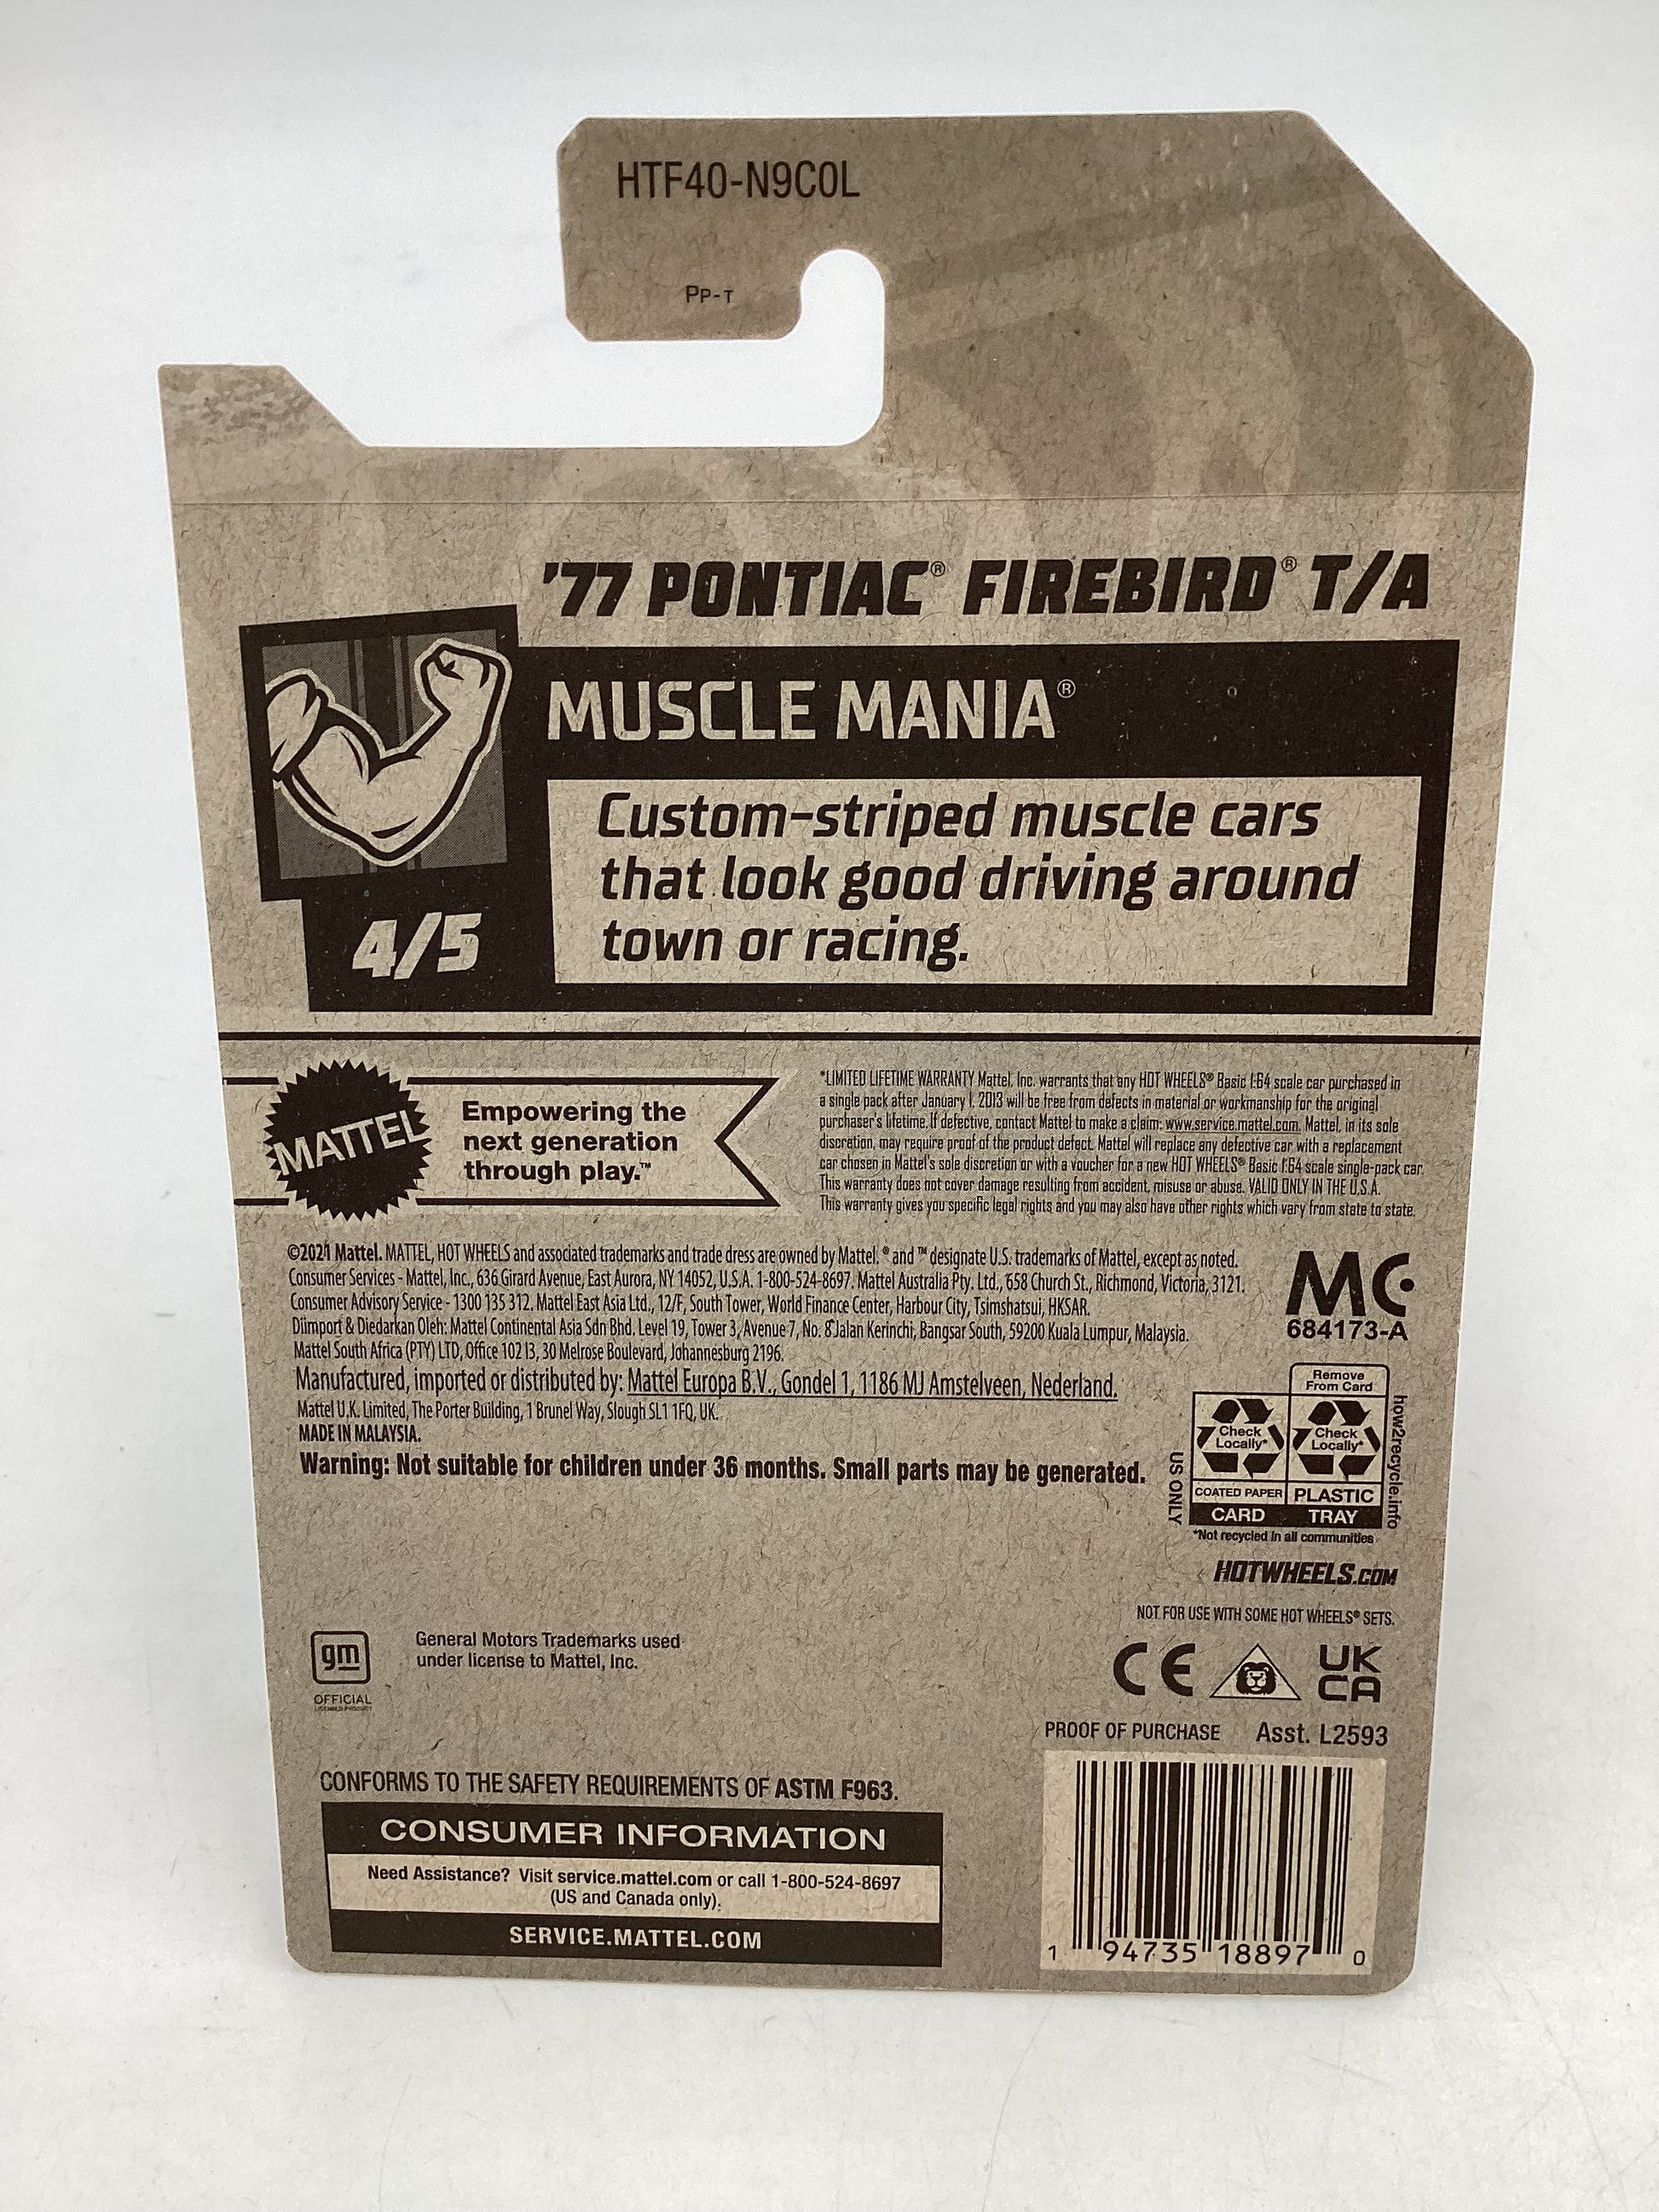 HTF40-N9C0L
PP-T
'77 PONTIAC® FIREBIRD® T/A
MUSCLE MANIA®
Custom-striped muscle cars
that look good driving around
town or racing.
4/5
MATTEL
Empowering the
next generation
through play.™
*LIMITED LIFETIME WARRANTY Mattel, Inc. warrants that any HOT WHEELS® Basic 1:64 scale car purchased in
a single pack after January 1, 2013 will be free from defects in material or workmanship for the original
purchaser's lifetime. If defective, contact Mattel to make a claim: www.service.mattel.com. Mattel, in its sole
discretion, may require proof of the product defect. Mattel will replace any defective car with a replacement
car chosen in Mattel's sole discretion or with a voucher for a new HOT WHEELS® Basic 1:64 scale single-pack car.
This warranty does not cover damage resulting from accident, misuse or abuse. VALID ONLY IN THE U.S.A.
This warranty gives you specific legal rights and you may also have other rights which vary from state to state.
©2021 Mattel. MATTEL, HOT WHEELS and associated trademarks and trade dress are owned by Mattel. ® and ™ designate U.S. trademarks of Mattel, except as noted.
Consumer Services - Mattel, Inc., 636 Girard Avenue, East Aurora, NY 14052, U.S.A. 1-800-524-8697. Mattel Australia Pty. Ltd., 658 Church St., Richmond, Victoria, 3121.
Consumer Advisory Service - 1300 135 312. Mattel East Asia Ltd., 12/F, South Tower, World Finance Center, Harbour City, Tsimshatsui, HKSAR.
Diimport & Diedarkan Oleh: Mattel Continental Asia Sdn Bhd. Level 19, Tower 3, Avenue 7, No. 8 Jalan Kerinchi, Bangsar South, 59200 Kuala Lumpur, Malaysia.
Mattel South Africa (PTY) LTD, Office 102 I3, 30 Melrose Boulevard, Johannesburg 2196.
Manufactured, imported or distributed by: Mattel Europa B.V., Gondel 1, 1186 MJ Amstelveen, Nederland.
Mattel U.K. Limited, The Porter Building, 1 Brunel Way, Slough SL1 1FQ, UK.
MADE IN MALAYSIA.
Warning: Not suitable for children under 36 months. Small parts may be generated.
MC
684173-A
Remove
From Card
Check
Locally*
Check
Locally*
COATED PAPER
PLASTIC
CARD
TRAY
US ONLY
how2recycle.info
*Not recycled in all communities
HOTWHEELS.COM
NOT FOR USE WITH SOME HOT WHEELS® SETS.
CE
UK
CA
gm
OFFICIAL
LICENSED PRODUCT
General Motors Trademarks used
under license to Mattel, Inc.
PROOF OF PURCHASE Asst. L2593
CONFORMS TO THE SAFETY REQUIREMENTS OF ASTM F963.
CONSUMER INFORMATION
Need Assistance? Visit service.mattel.com or call 1-800-524-8697
(US and Canada only).
SERVICE.MATTEL.COM
1 94735 18897 0